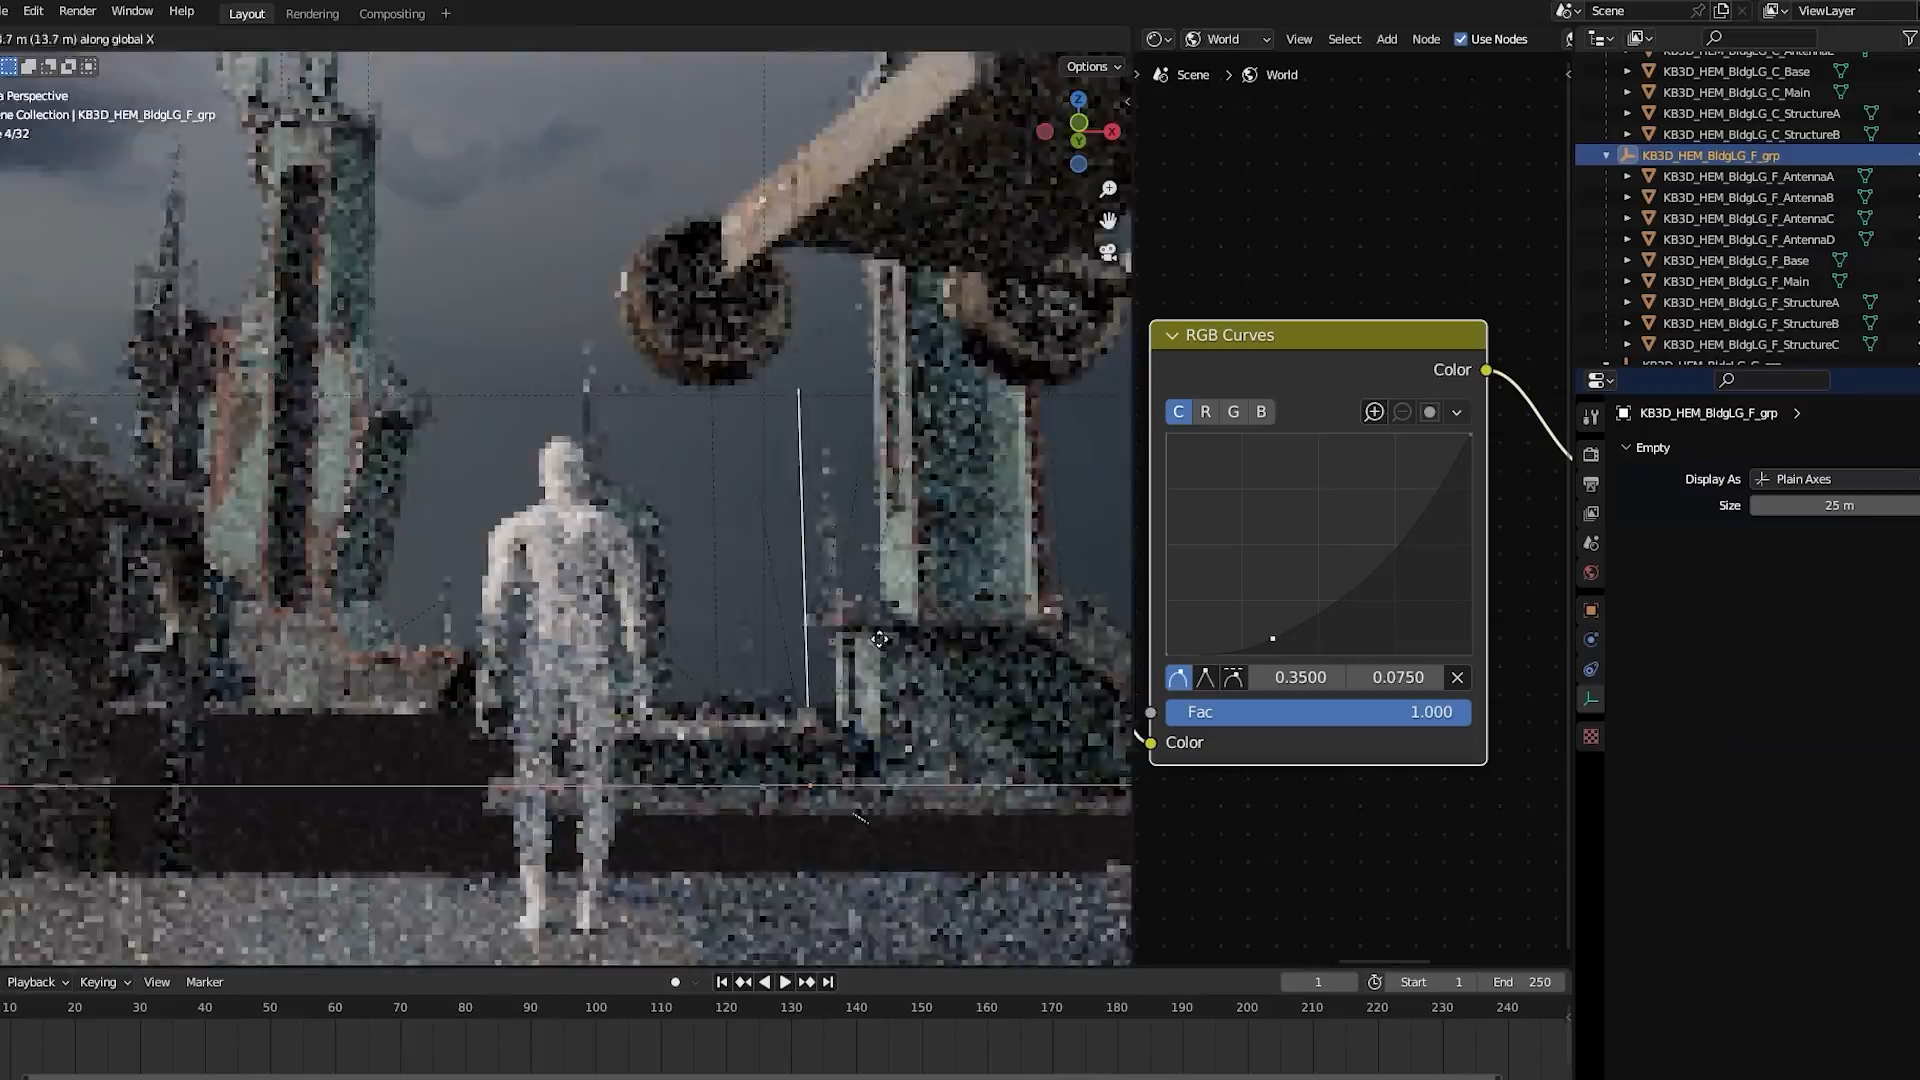 Edit Render Window Help Layout Rendering Compositing + Scene ViewLayer
.7 m (13.7 m) along global X
World View Select Add Node Use Nodes
Options
a Perspective
ne Collection | KB3D_HEM_BldgLG_F_grp
4/32
Z
X
Y
Scene > World
RGB Curves
Color
C R G B
0.3500 0.0750
Fac 1.000
Color
KB3D_HEM_BldgLG_C_Base
KB3D_HEM_BldgLG_C_Main
KB3D_HEM_BldgLG_C_StructureA
KB3D_HEM_BldgLG_C_StructureB
KB3D_HEM_BldgLG_F_grp
KB3D_HEM_BldgLG_F_AntennaA
KB3D_HEM_BldgLG_F_AntennaB
KB3D_HEM_BldgLG_F_AntennaC
KB3D_HEM_BldgLG_F_AntennaD
KB3D_HEM_BldgLG_F_Base
KB3D_HEM_BldgLG_F_Main
KB3D_HEM_BldgLG_F_StructureA
KB3D_HEM_BldgLG_F_StructureB
KB3D_HEM_BldgLG_F_StructureC
KB3D_HEM_BldgLG_F_grp >
Empty
Display As Plain Axes
Size 25 m
Playback Keying View Marker 1 Start 1 End 250
10 20 30 40 50 60 70 80 90 100 110 120 130 140 150 160 170 180 190 200 210 220 230 240